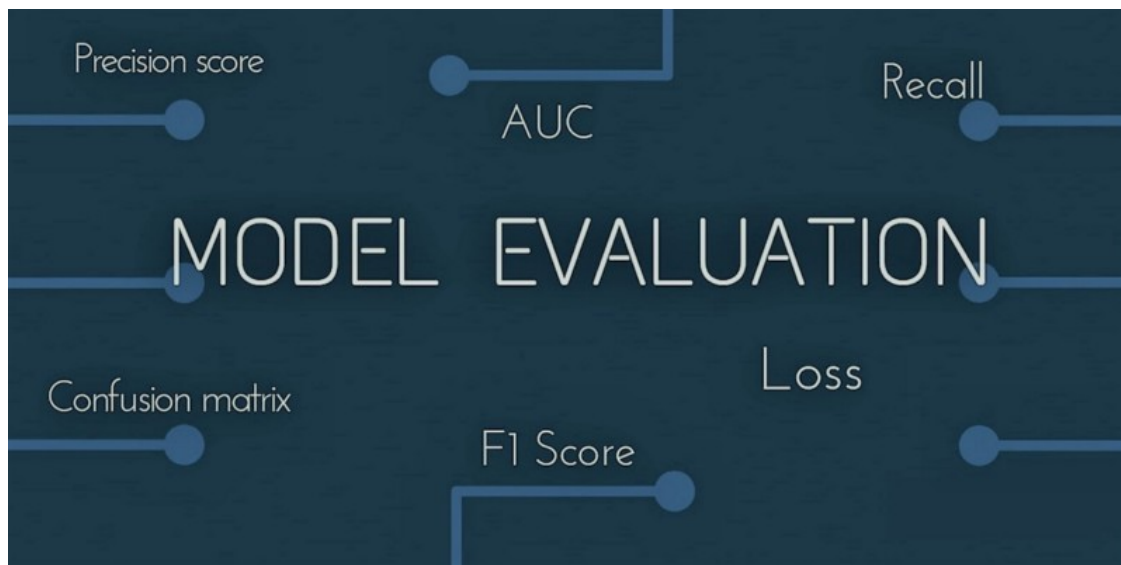 Precision score
AUC
Recall
MODEL EVALUATION
Loss
Confusion matrix
F1 Score